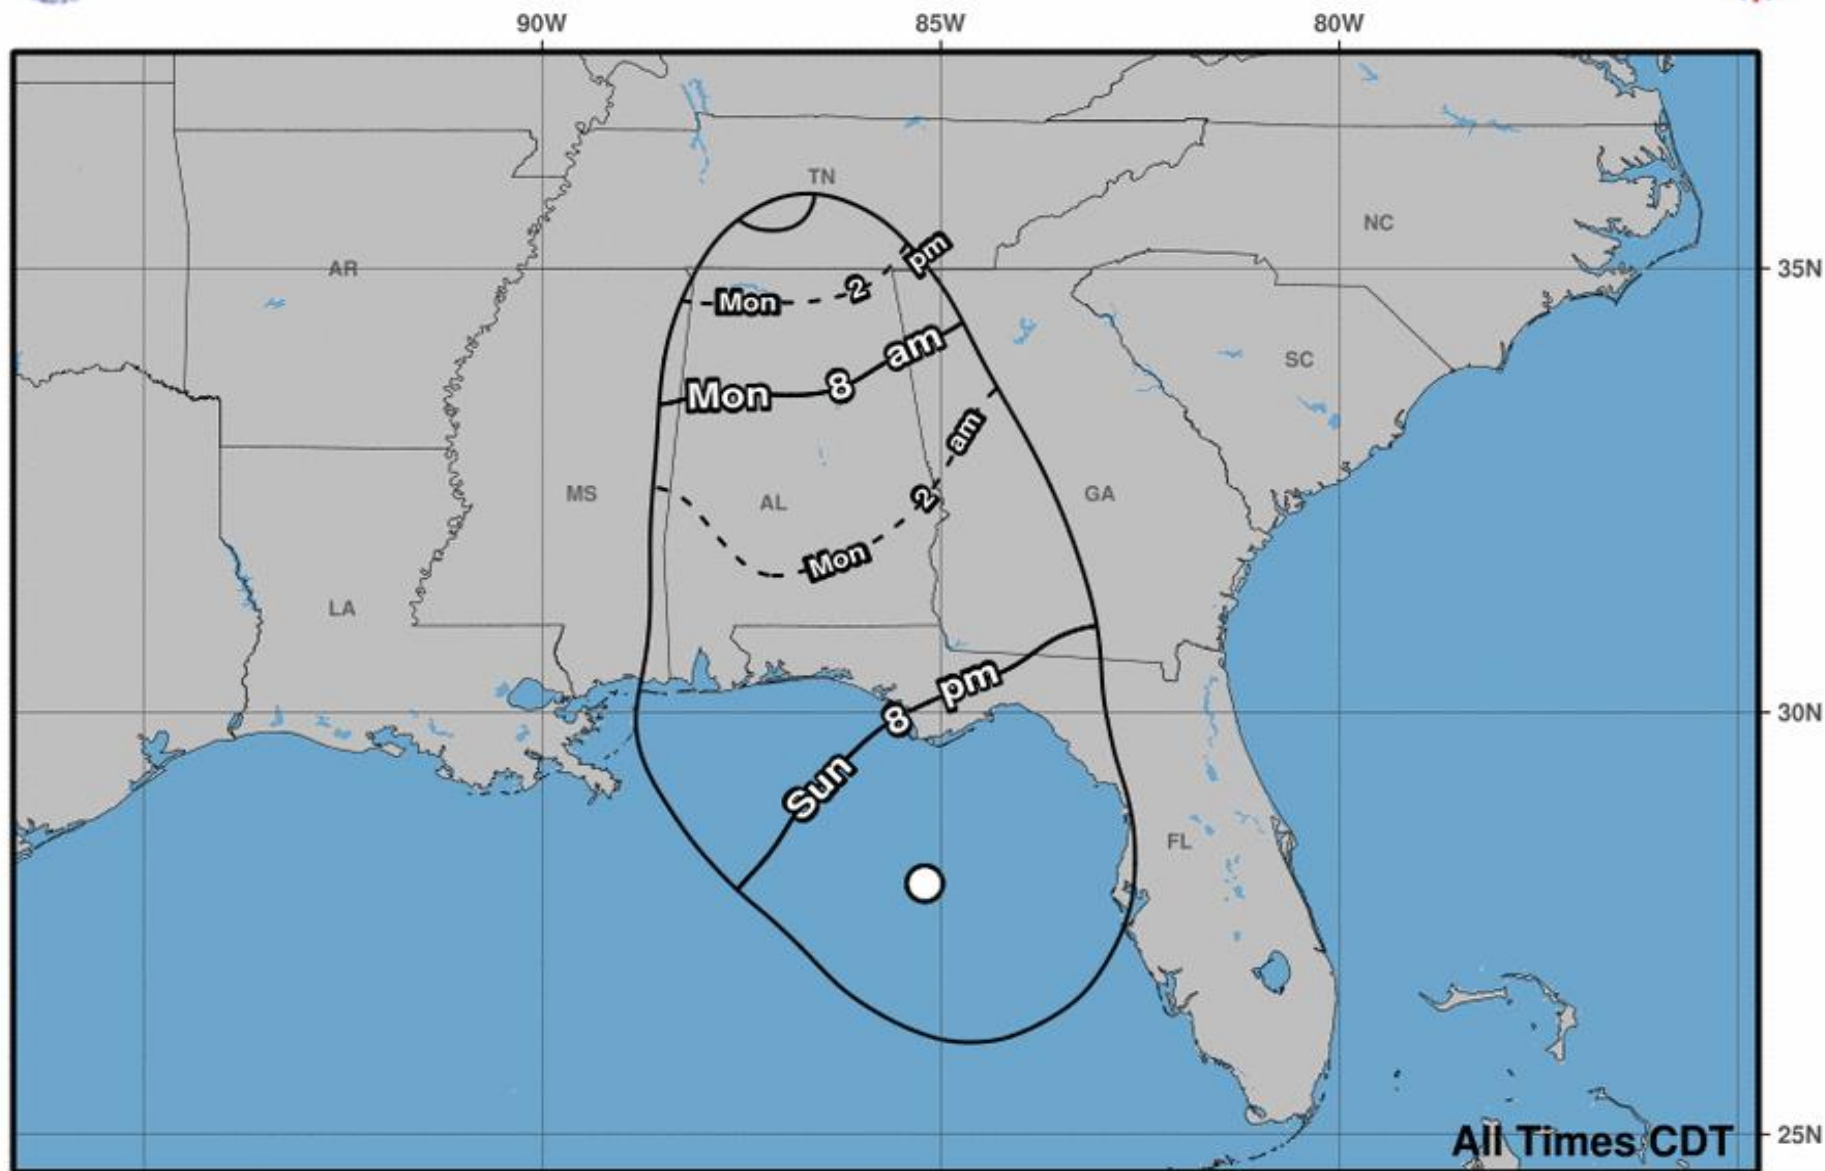 90W 85W 80W
TN
NC
pm
35N
AR
Mon 2
SC
Mon 8 am
am
MS AL 2 GA
Mon
LA
pm
8
30N
Sun
FL
All Times CDT
25N